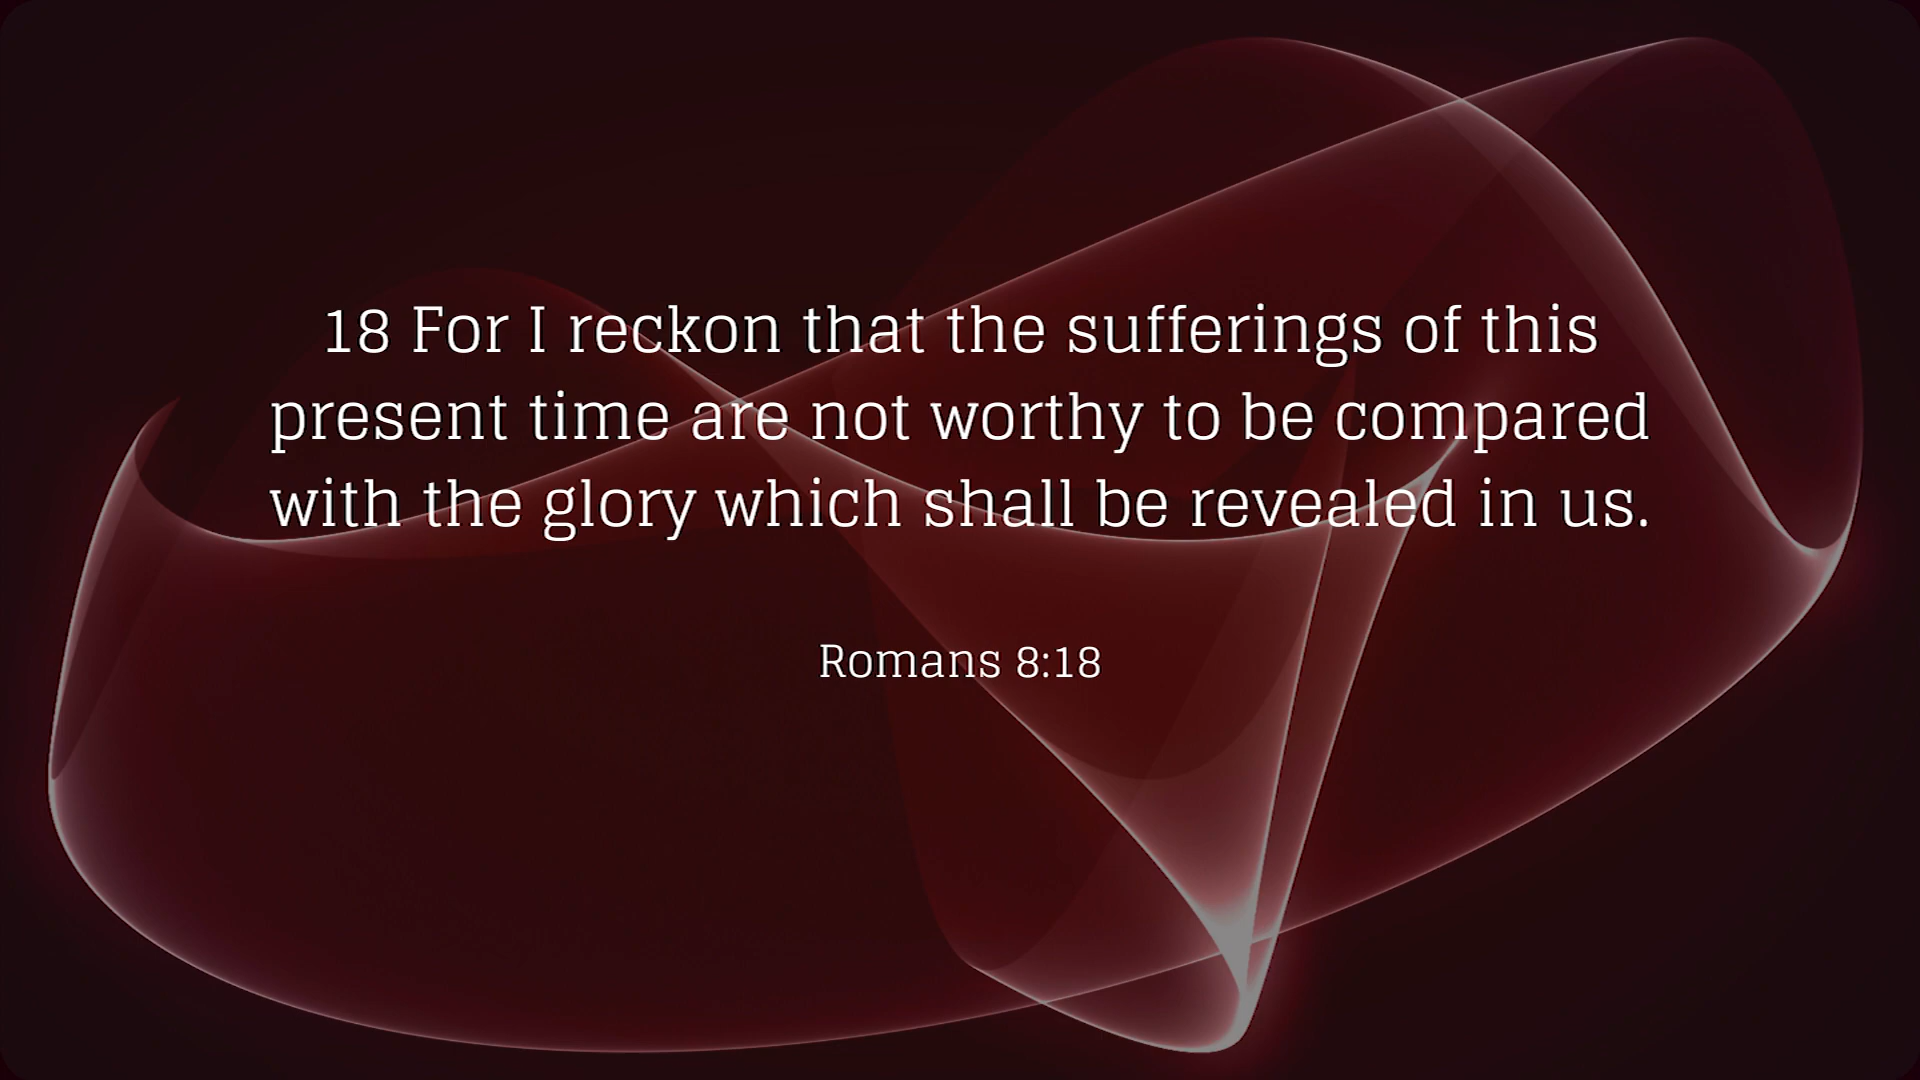 18 For I reckon that the sufferings of this
present time are not worthy to be compared
with the glory which shall be revealed in us.
Romans 8:18